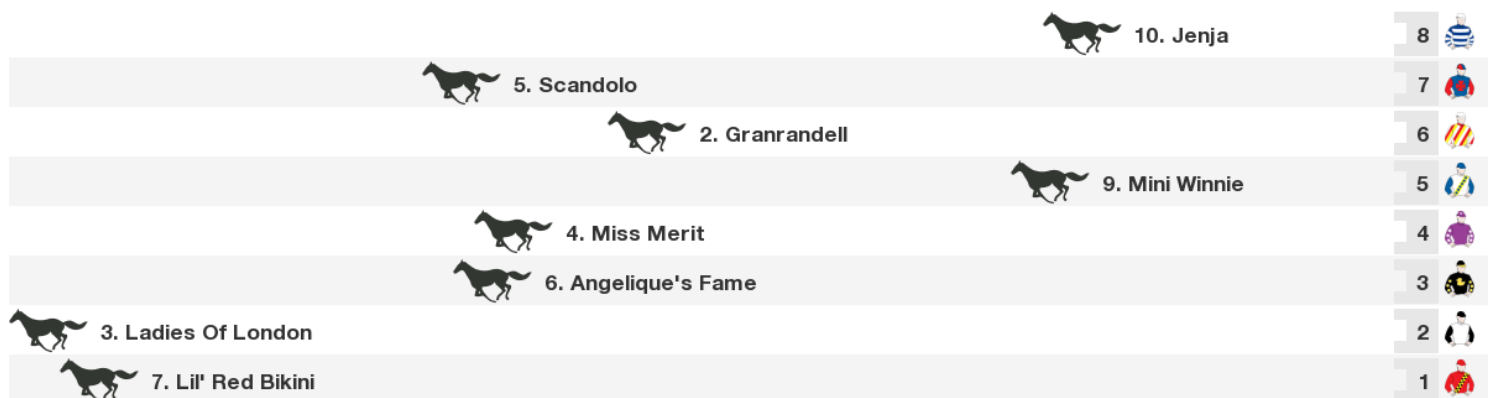 10. Jenja 8
5. Scandolo 7
2. Granrandell 6
9. Mini Winnie 5
4. Miss Merit 4
6. Angelique's Fame 3
3. Ladies Of London 2
7. Lil' Red Bikini 1